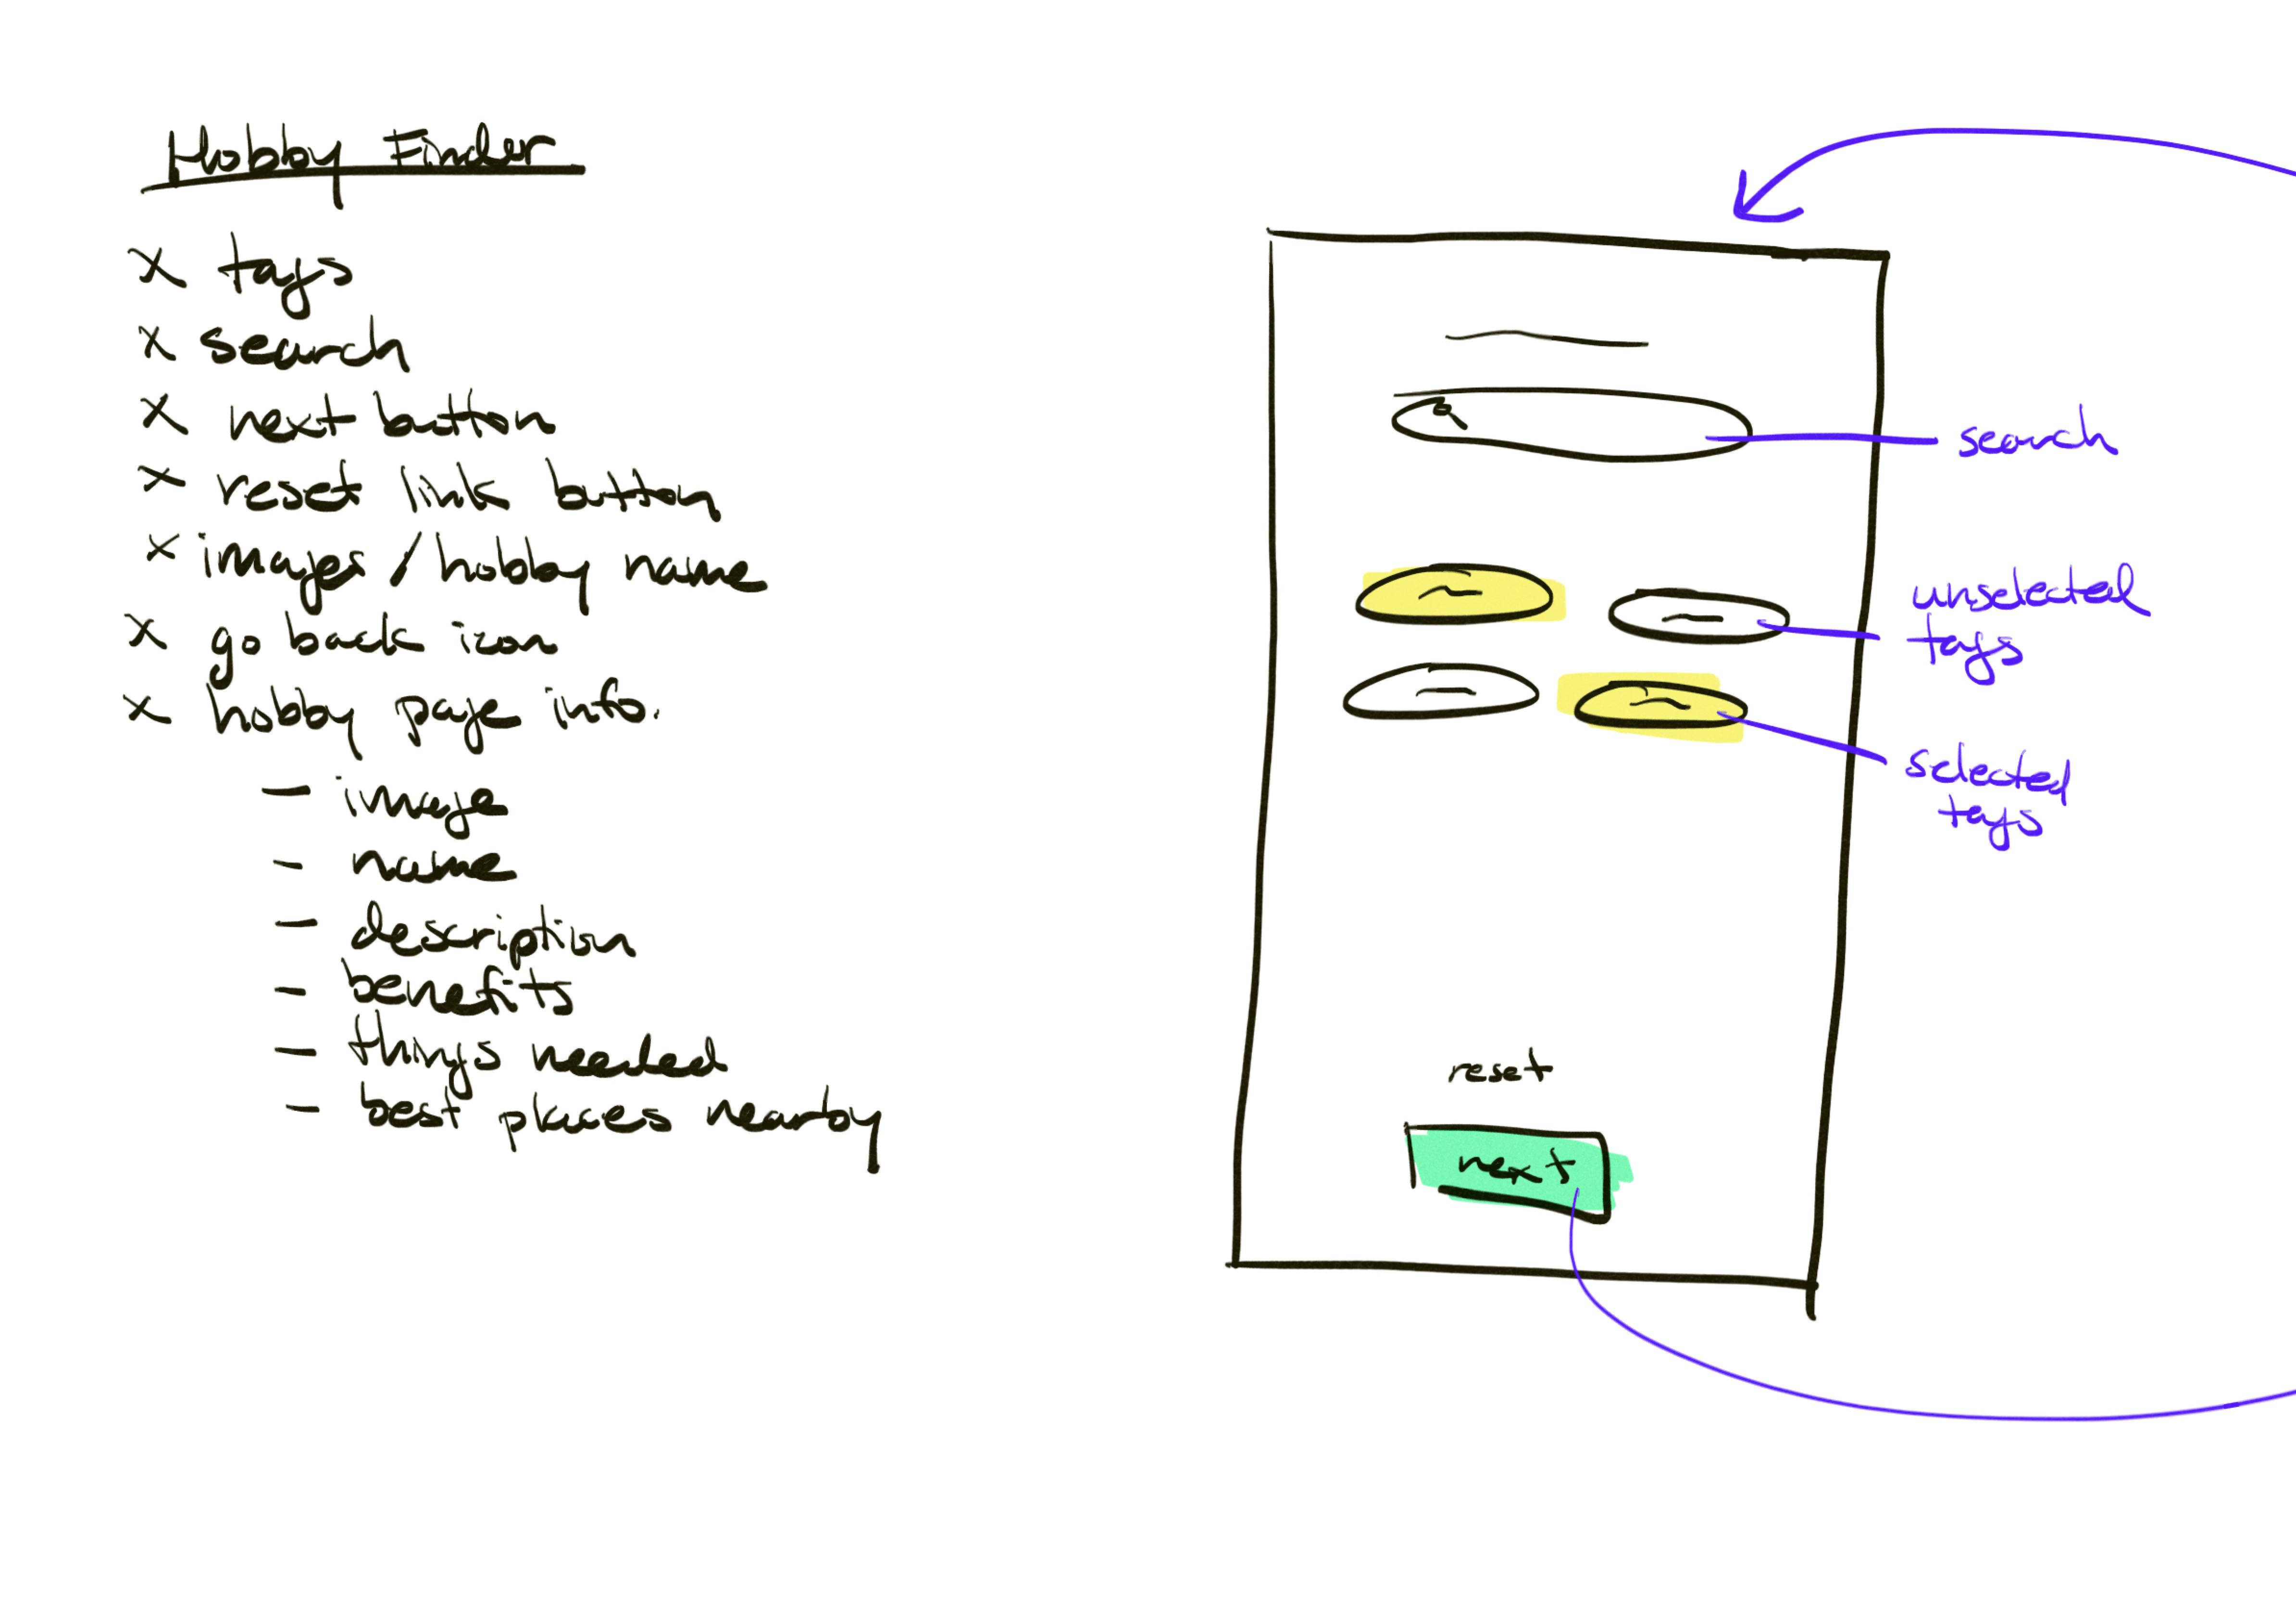 Hobby Finder
x tags
x search
x next button
x reset link button
x images / hobby name
x go back icon
x hobby page info.
- image
- name
- description
- benefits
- things needed
- best places nearby
search
unselected
tags
selected
tags
reset
next